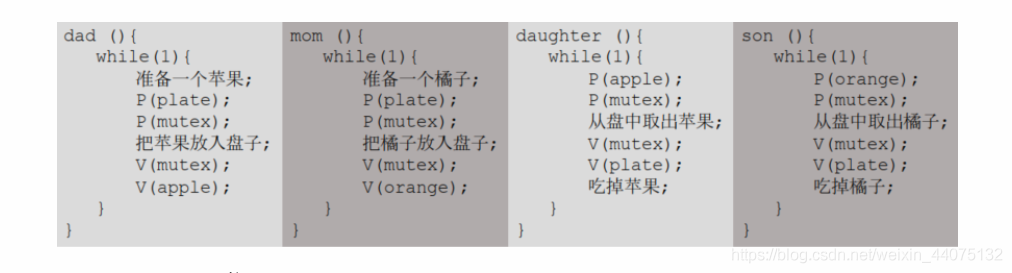 dad (){
while(1){
准备一个苹果;
P(plate);
P(mutex);
把苹果放入盘子;
V(mutex);
V(apple);
}
}
mom (){
while(1){
准备一个橘子;
P(plate);
P(mutex);
把橘子放入盘子;
V(mutex);
V(orange);
}
}
daughter (){
while(1){
P(apple);
P(mutex);
从盘中取出苹果;
V(mutex);
V(plate);
吃掉苹果;
}
}
son (){
while(1){
P(orange);
P(mutex);
从盘中取出橘子;
V(mutex);
V(plate);
吃掉橘子;
}
}
https://blog.csdn.net/weixin_44075132